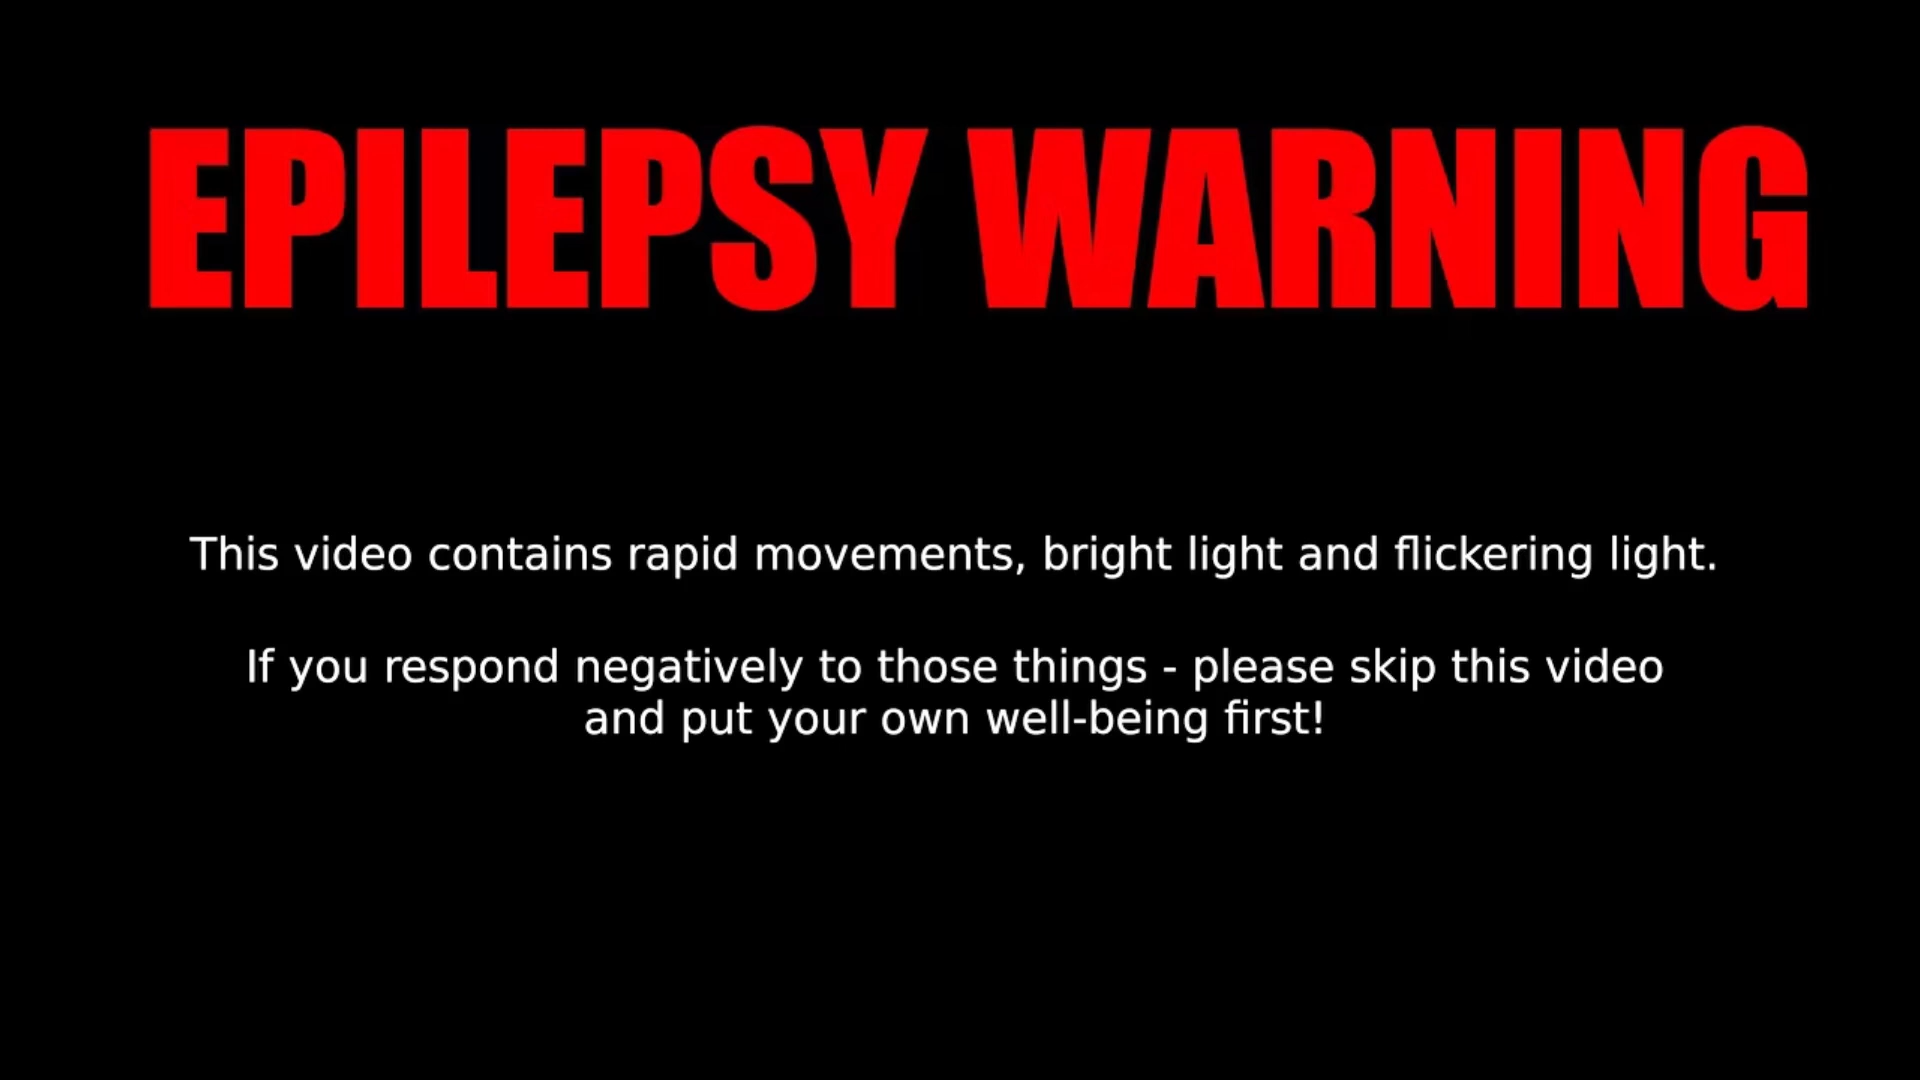 EPILEPSY WARNING
This video contains rapid movements, bright light and flickering light.
If you respond negatively to those things - please skip this video
and put your own well-being first!